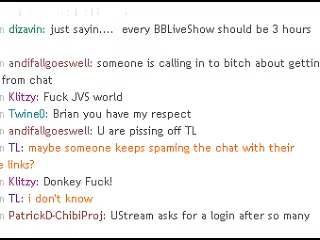 dizavin: just sayin.... every BBLiveShow should be 3 hours
andifallgoeswell: someone is calling in to bitch about gettin
from chat
Klitzy: Fuck JVS world
Twine0: Brian you have my respect
andifallgoeswell: U are pissing off TL
TL: maybe someone keeps spaming the chat with their
e links?
Klitzy: Donkey Fuck!
TL: i don't know
PatrickD-ChibiProj: UStream asks for a login after so many